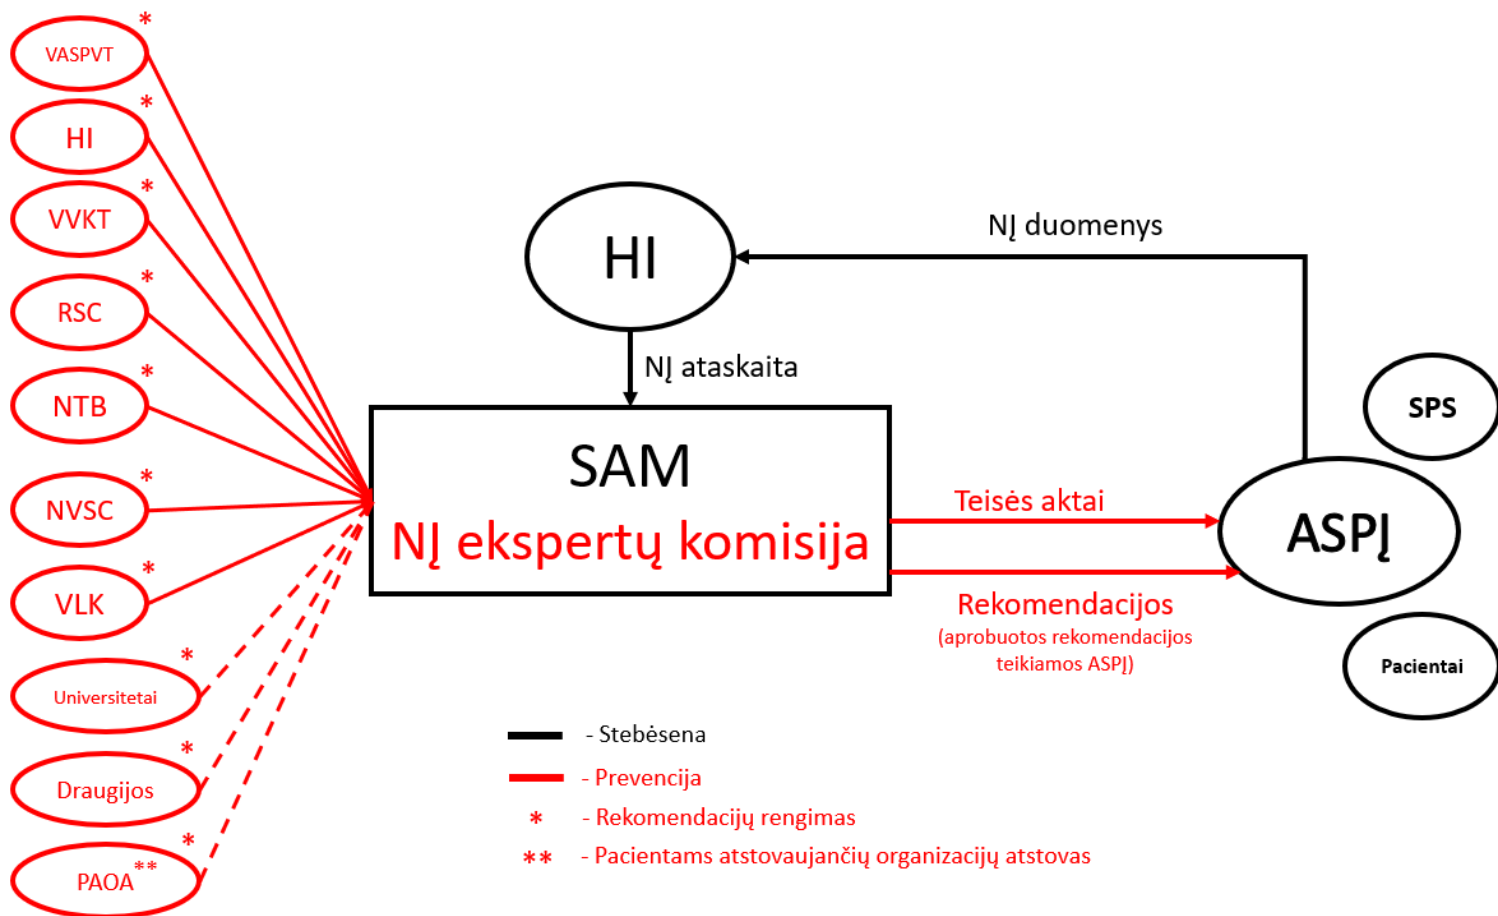 *
VASPVT
*
HI
*
VVKT
*
RSC
*
NTB
*
NVSC
*
VLK
*
Universitetai
*
Draugijos
*
PAOA**
HI
NĮ duomenys
NĮ ataskaita
SAM
NĮ ekspertų komisija
Teisės aktai
Rekomendacijos
(aprobuotos rekomendacijos
teikiamos ASPĮ)
SPS
ASPĮ
Pacientai
- Stebėsena
- Prevencija
* - Rekomendacijų rengimas
** - Pacientams atstovaujančių organizacijų atstovas